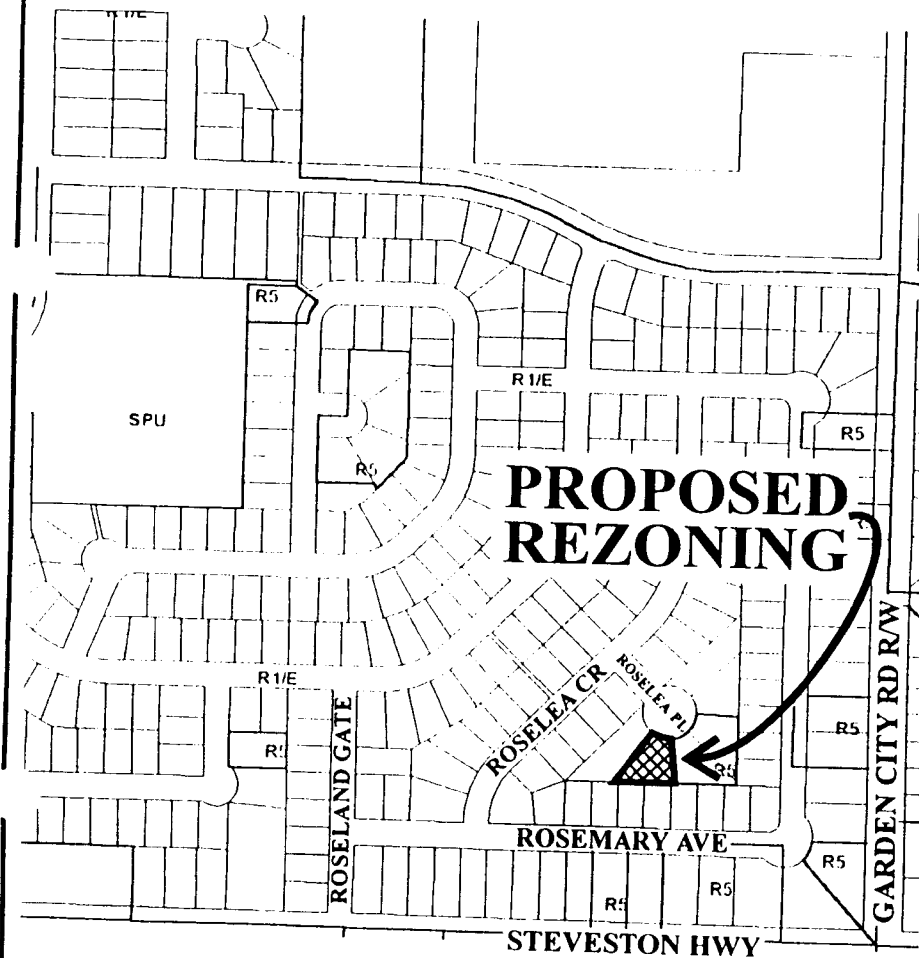 R1/E
R5
R1/E
SPU
R5
R5
PROPOSED
REZONING
R1/E
ROSELEA CR
ROSELEA PL
ROSELAND GATE
R5
GARDEN CITY RD R/W
R5
ROSEMARY AVE
R5
R5
R5
STEVESTON HWY